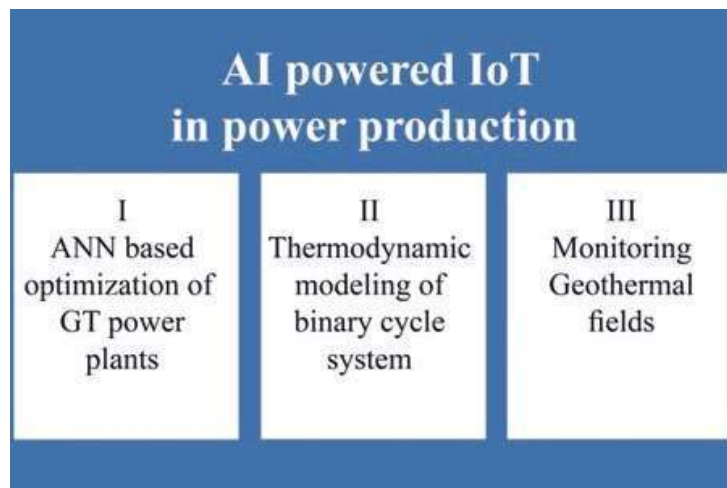 AI powered IoT
in power production
I
ANN based
optimization of
GT power
plants
II
Thermodynamic
modeling of
binary cycle
system
III
Monitoring
Geothermal
fields